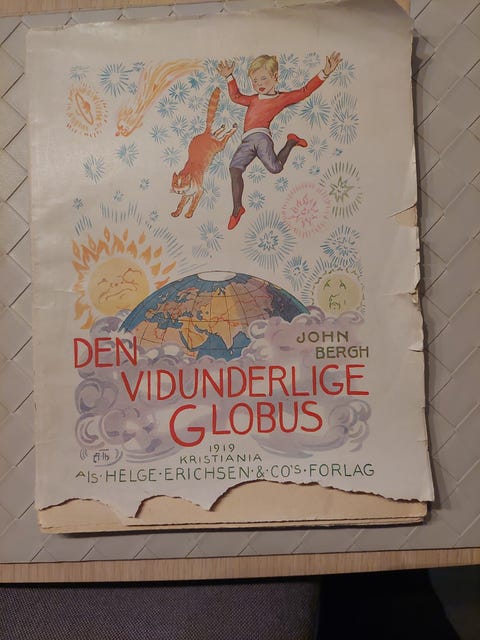 DEN
JOHN
BERGH
VIDUNDERLIGE
GLOBUS
1919
KRISTIANIA
A/S·HELGE·ERICHSEN·&·CO'S·FORLAG